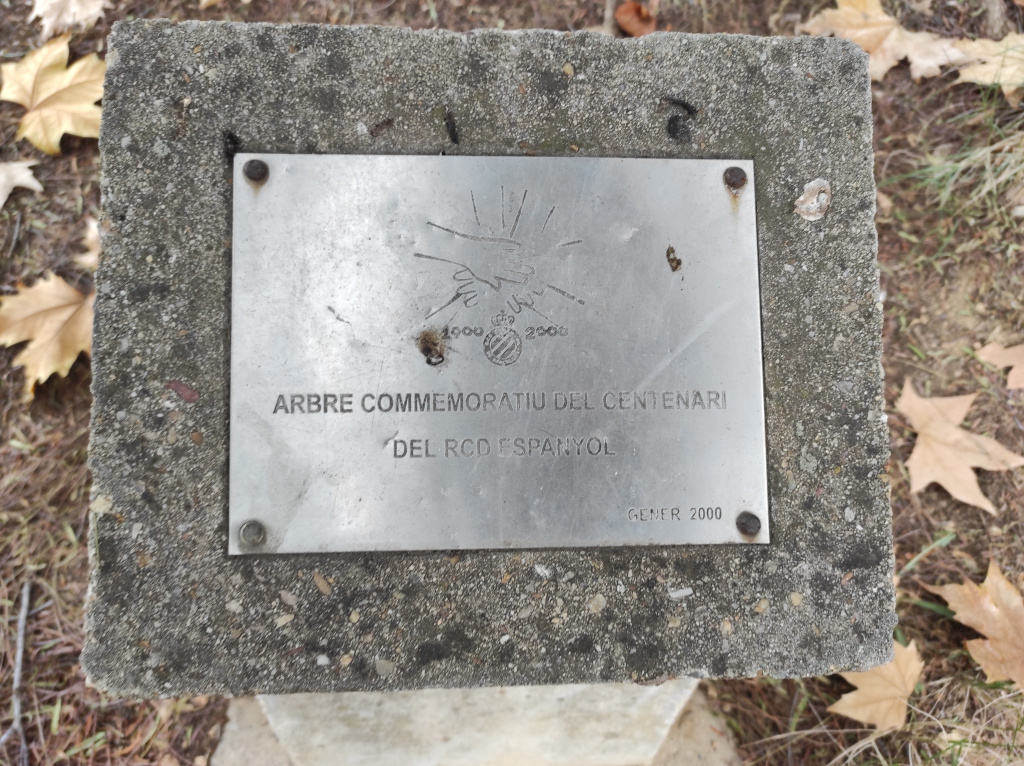 1900 2000
ARBRE COMMEMORATIU DEL CENTENARI
DEL RCD ESPANYOL
GENER 2000